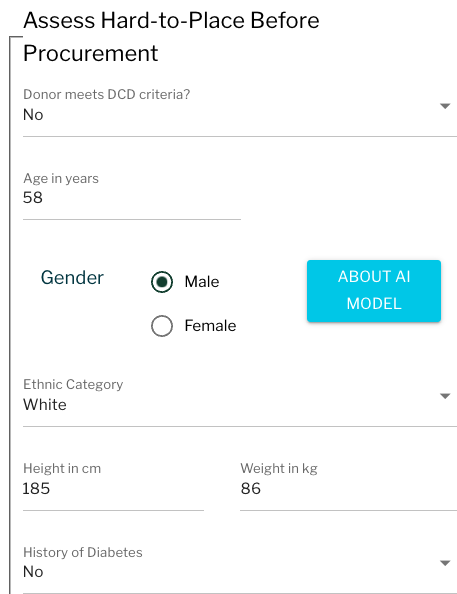 Assess Hard-to-Place Before
Procurement
Donor meets DCD criteria?
No
Age in years
58
Gender
Male
Female
ABOUT AI
MODEL
Ethnic Category
White
Height in cm
185
Weight in kg
86
History of Diabetes
No